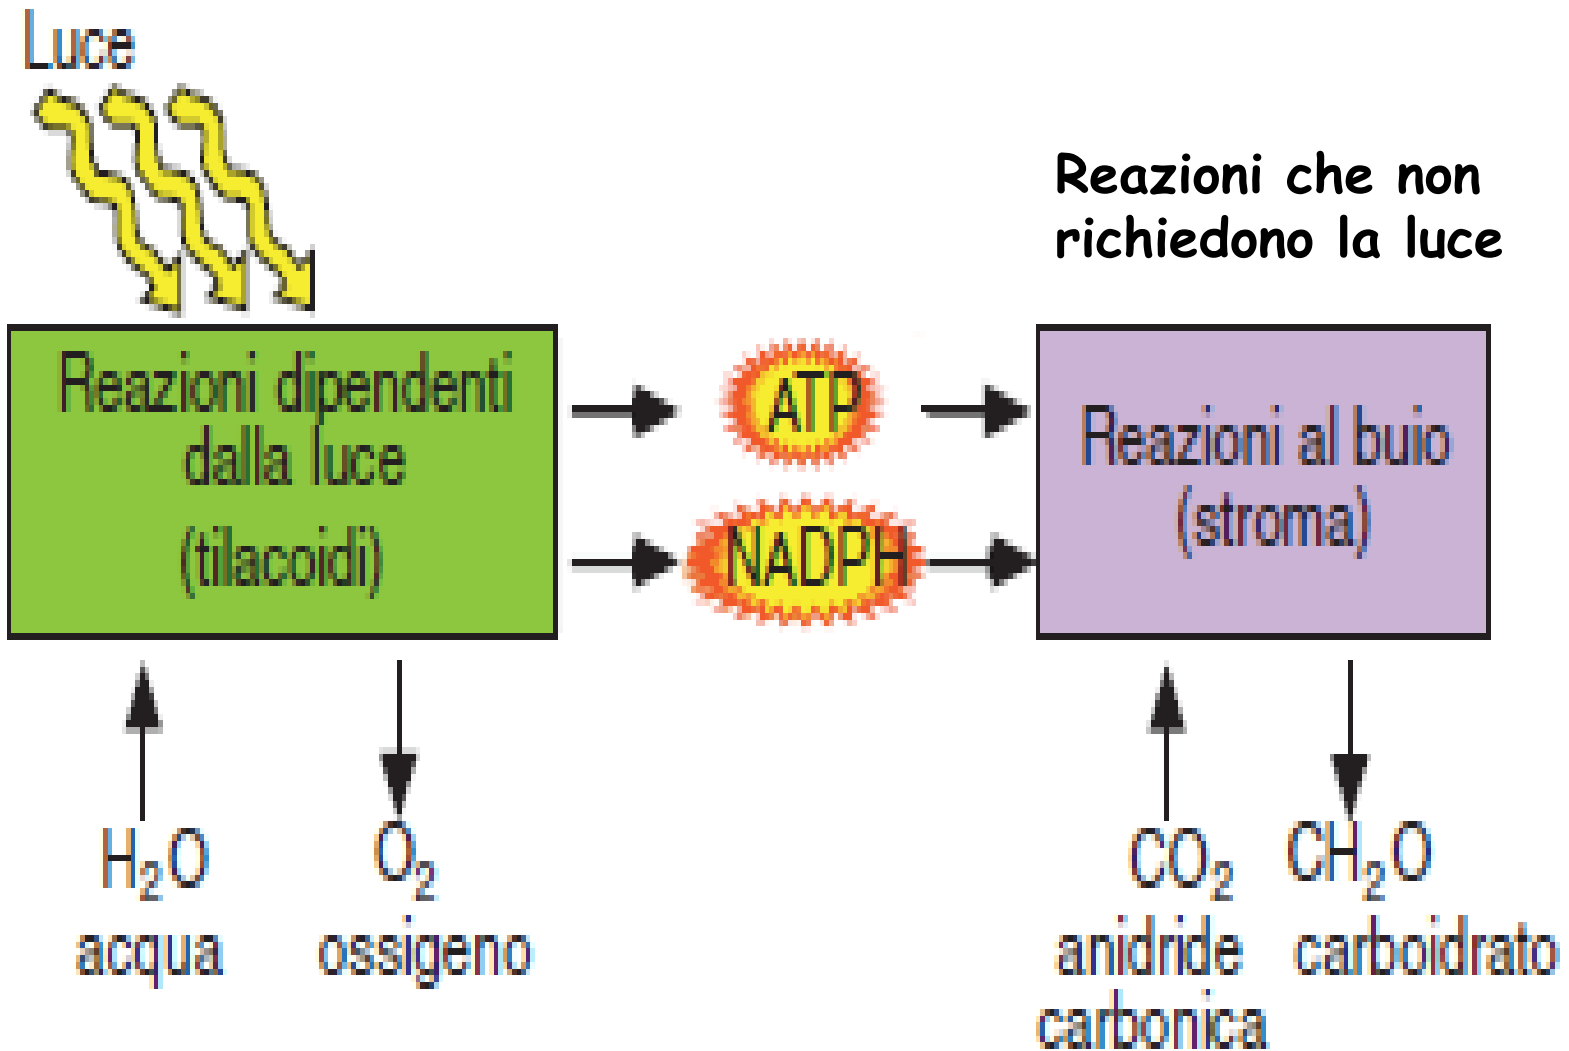 Luce
Reazioni che non
richiedono la luce
Reazioni dipendenti
dalla luce
(tilacoidi)
ATP
NADPH
Reazioni al buio
(stroma)
H₂O
acqua
O₂
ossigeno
CO₂
anidride
carbonica
CH₂O
carboidrato